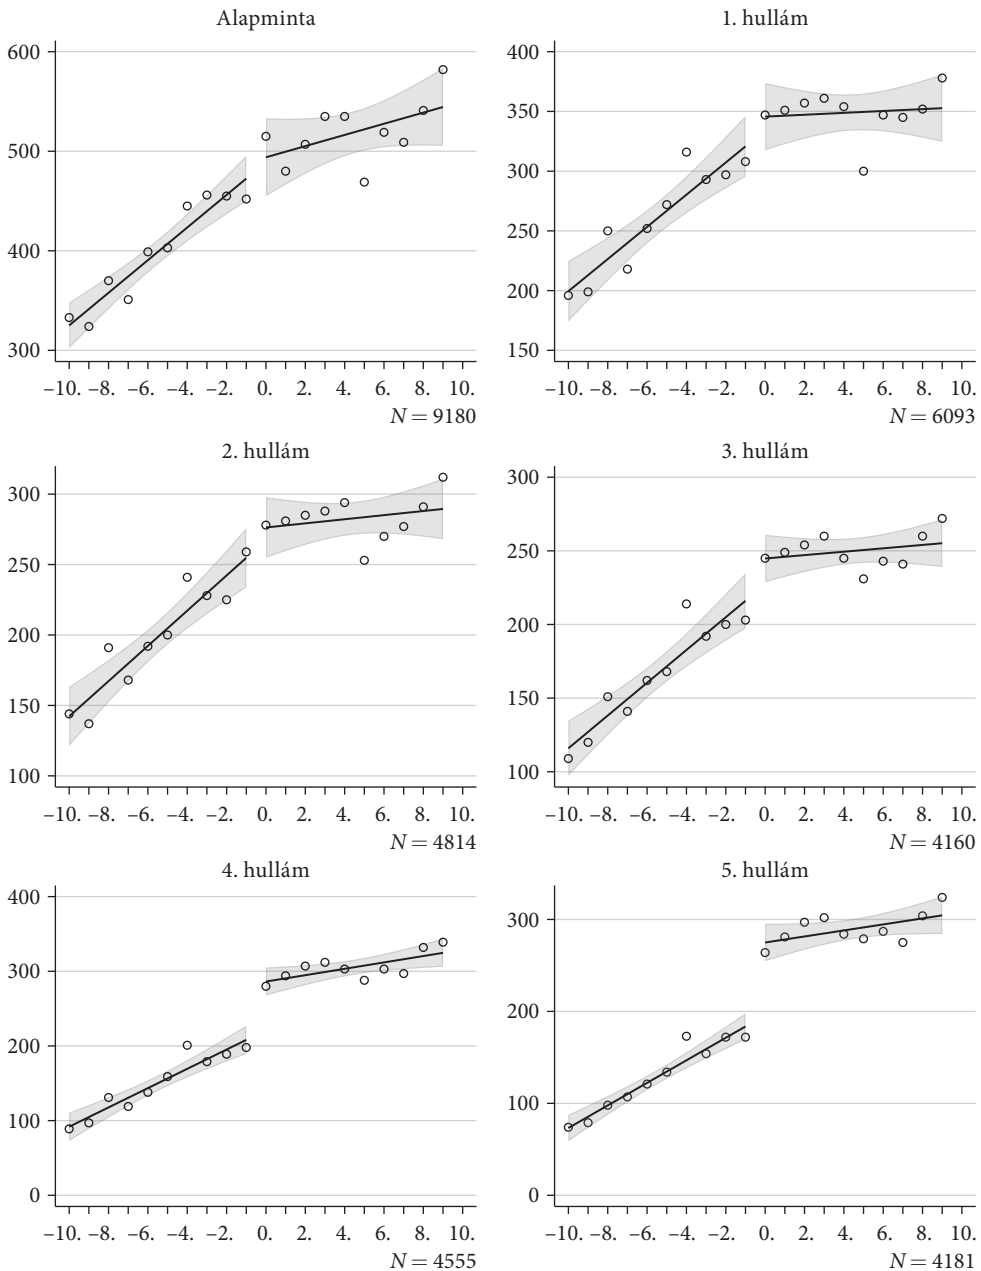 Alapminta
600
500
400
300
–10. –8. –6. –4. –2. 0. 2. 4. 6. 8. 10.
N = 9180
1. hullám
400
350
300
250
200
150
–10. –8. –6. –4. –2. 0. 2. 4. 6. 8. 10.
N = 6093
2. hullám
300
250
200
150
100
–10. –8. –6. –4. –2. 0. 2. 4. 6. 8. 10.
N = 4814
3. hullám
300
250
200
150
100
–10. –8. –6. –4. –2. 0. 2. 4. 6. 8. 10.
N = 4160
4. hullám
400
300
200
100
0
–10. –8. –6. –4. –2. 0. 2. 4. 6. 8. 10.
N = 4555
5. hullám
300
200
100
0
–10. –8. –6. –4. –2. 0. 2. 4. 6. 8. 10.
N = 4181